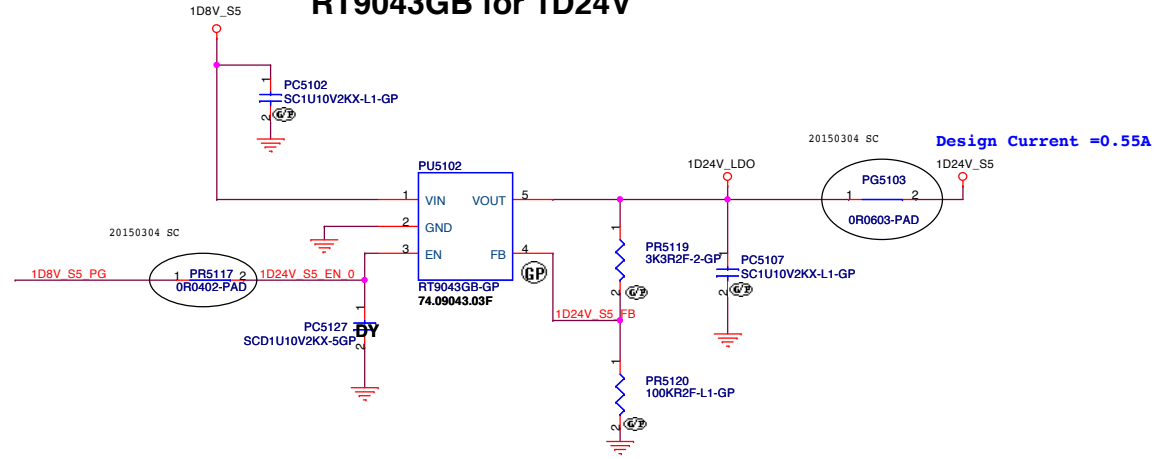 RT9043GB for 1D24V
1D8V_S5
1
PC5102
SC1U10V2KX-L1-GP
2
G/P
20150304 SC
Design Current =0.55A
PU5102
1D24V_LDO
1D24V_S5
PG5103
1
2
0R0603-PAD
1
VIN
VOUT
5
2
GND
3
EN
FB
4
GP
RT9043GB-GP
74.09043.03F
20150304 SC
1D8V_S5_PG
1
PR5117
2
1D24V_S5_EN_0
0R0402-PAD
1
PR5119
3K3R2F-2-GP
2
G/P
1
PC5107
SC1U10V2KX-L1-GP
2
G/P
1D24V_S5_FB
1
PC5127
DY
SCD1U10V2KX-5GP
2
1
PR5120
100KR2F-L1-GP
2
G/P